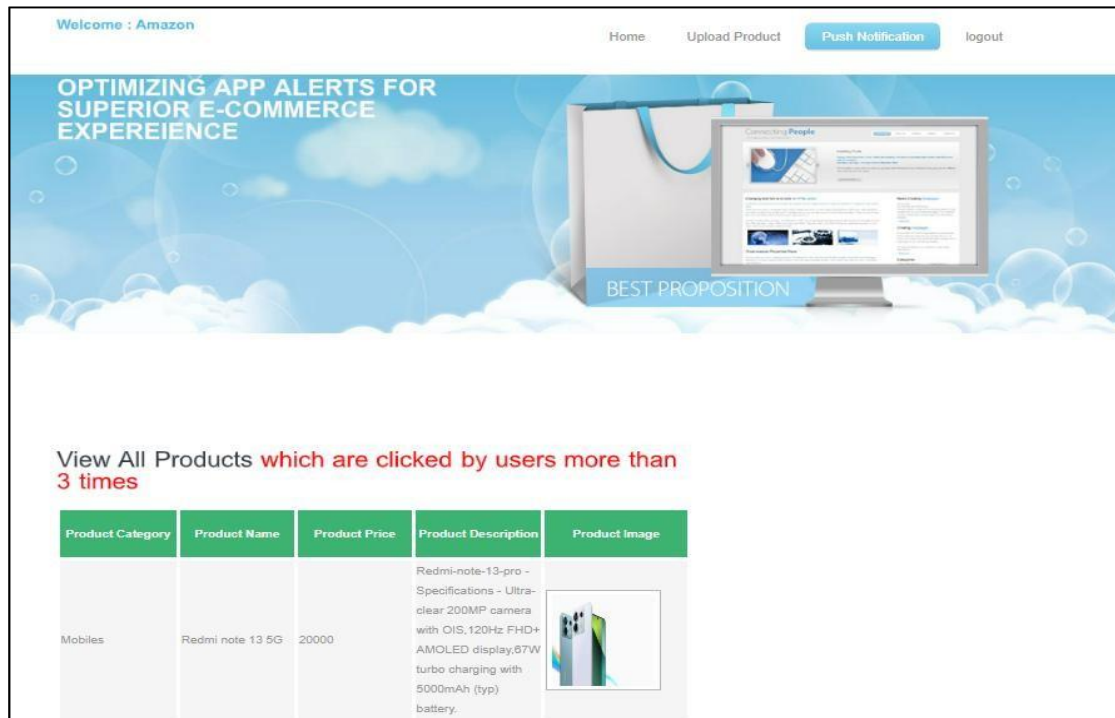 Welcome : Amazon
Home Upload Product Push Notification logout
OPTIMIZING APP ALERTS FOR
SUPERIOR E-COMMERCE
EXPEREIENCE
Connecting People
BEST PROPOSITION
View All Products which are clicked by users more than
3 times
Product Category Product Name Product Price Product Description Product Image
Mobiles Redmi note 13 5G 20000
Redmi-note-13-pro -
Specifications - Ultra-
clear 200MP camera
with OIS,120Hz FHD+
AMOLED display,67W
turbo charging with
5000mAh (typ)
battery.